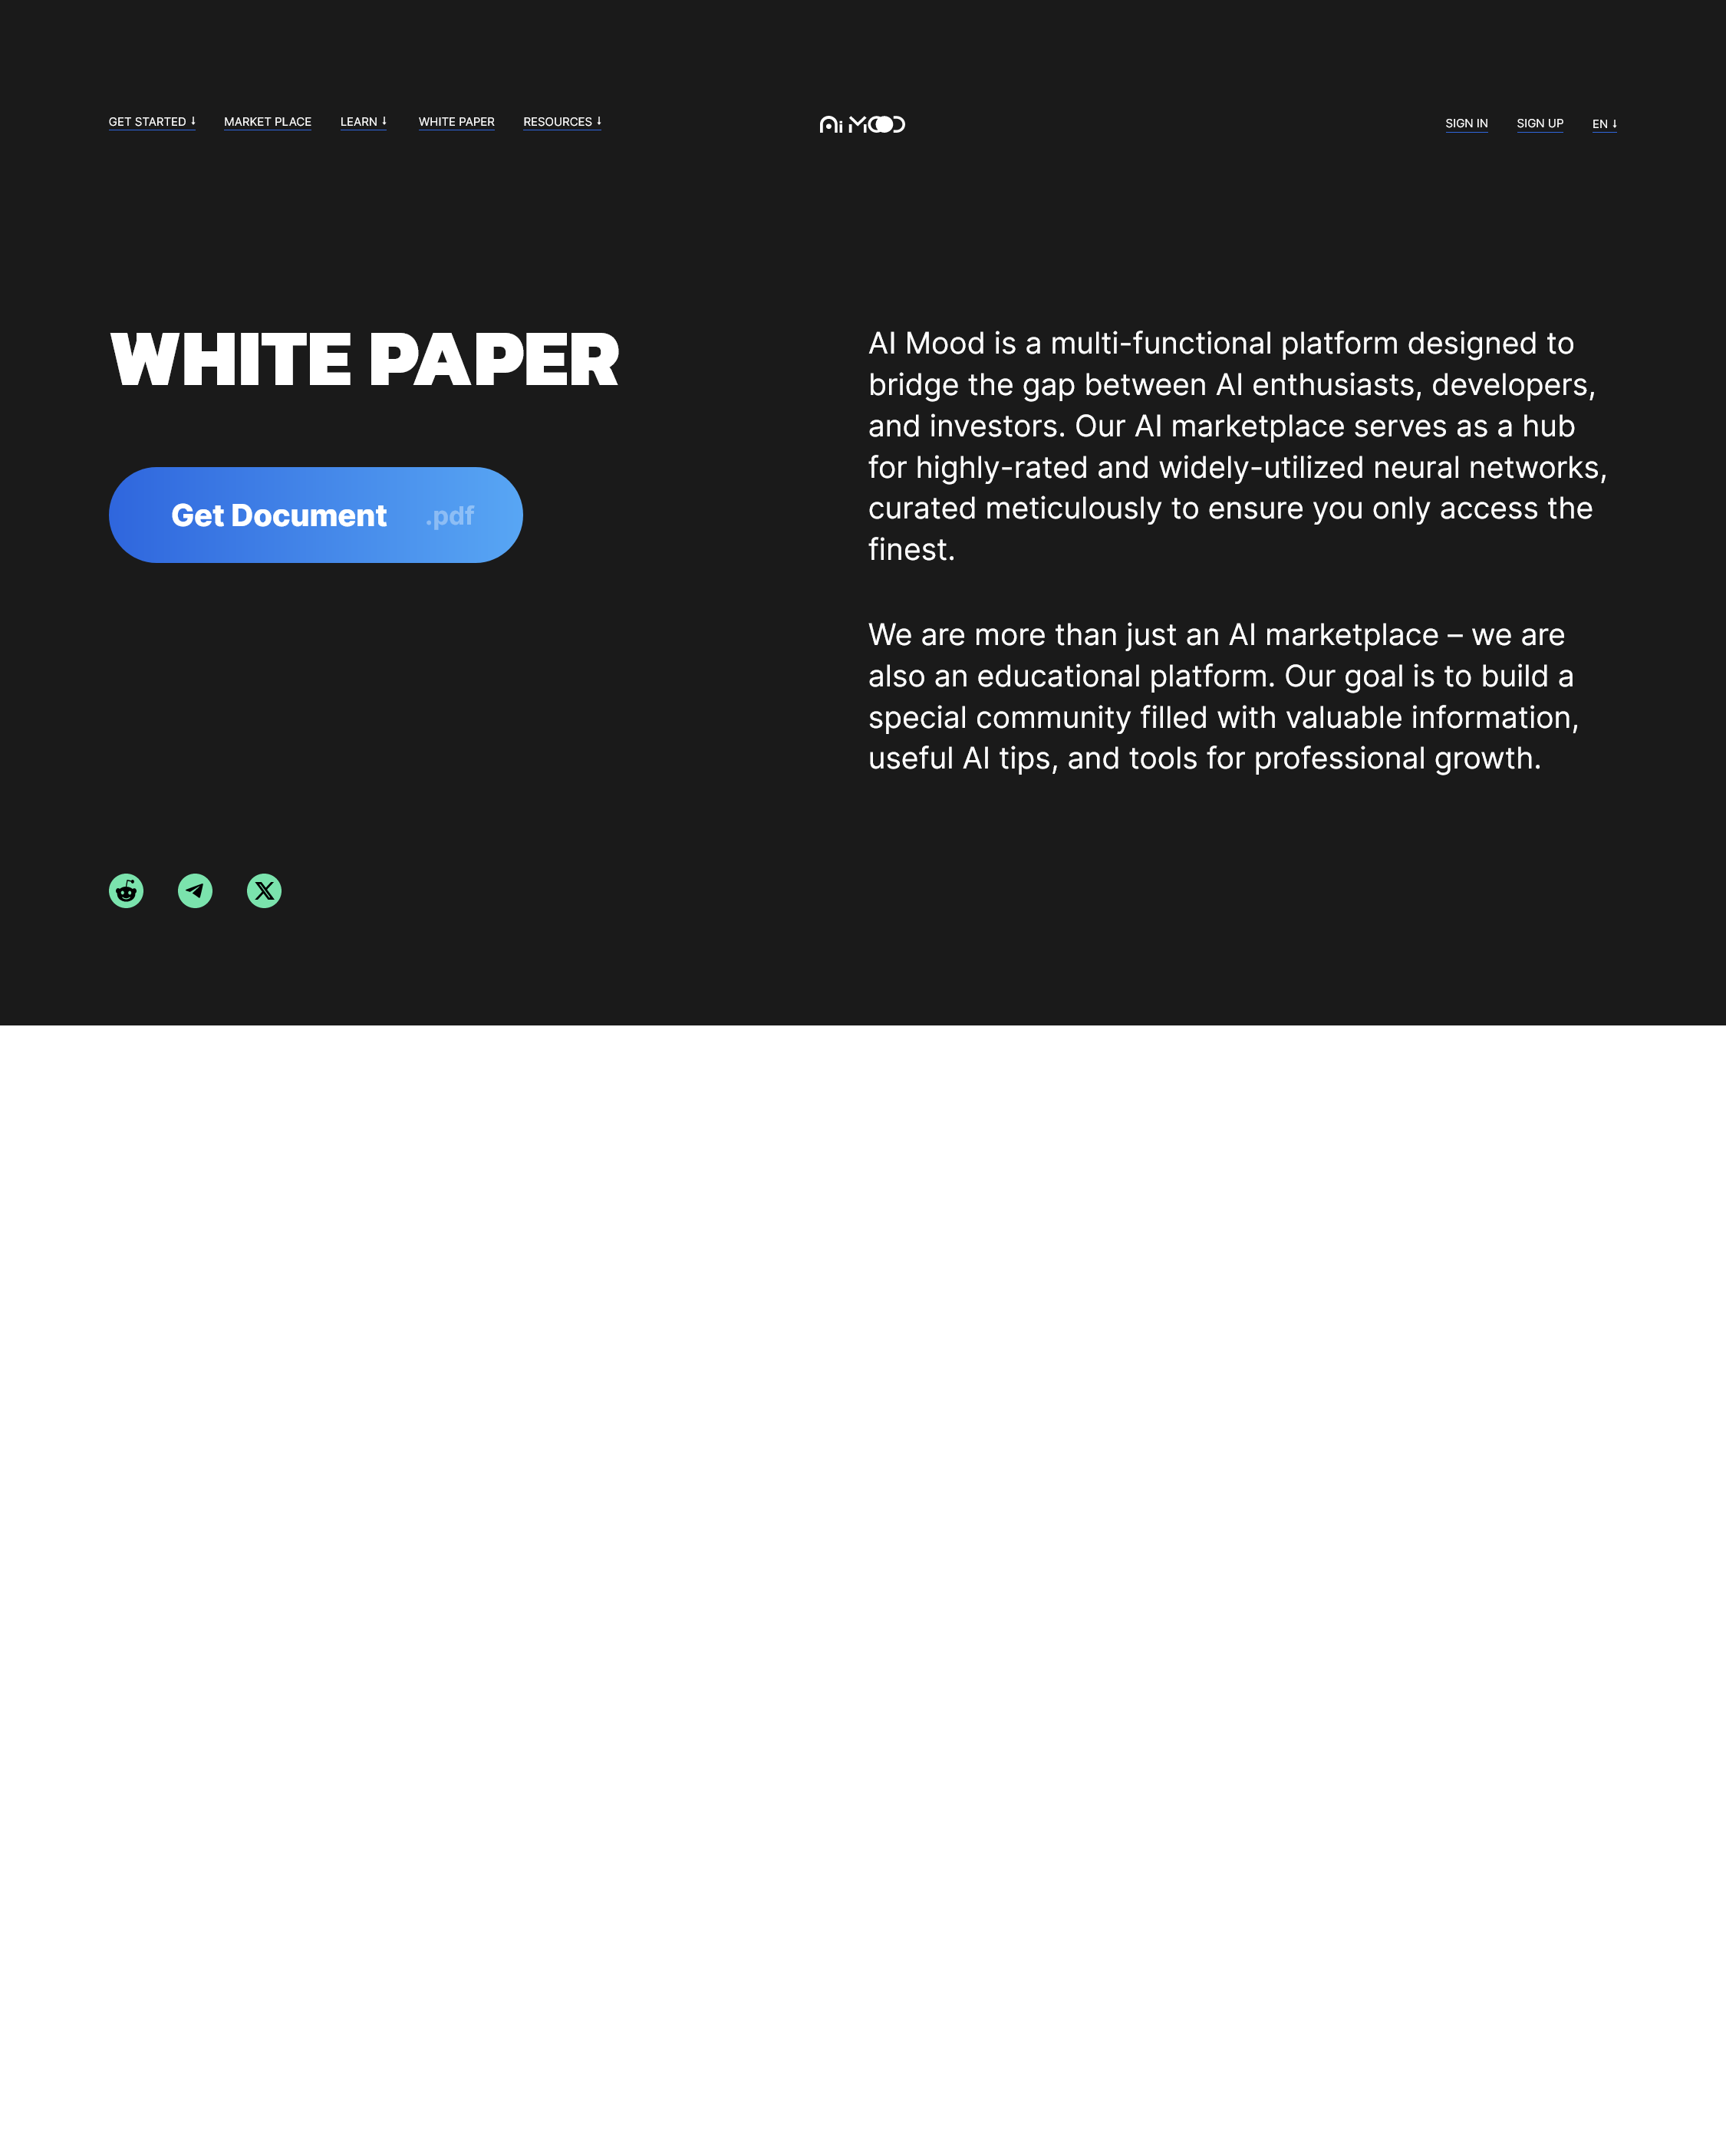 GET STARTED ↓ MARKET PLACE LEARN ↓ WHITE PAPER RESOURCES ↓ Ai MOOD SIGN IN SIGN UP EN ↓
WHITE PAPER
Get Document .pdf
AI Mood is a multi-functional platform designed to
bridge the gap between AI enthusiasts, developers,
and investors. Our AI marketplace serves as a hub
for highly-rated and widely-utilized neural networks,
curated meticulously to ensure you only access the
finest.
We are more than just an AI marketplace – we are
also an educational platform. Our goal is to build a
special community filled with valuable information,
useful AI tips, and tools for professional growth.